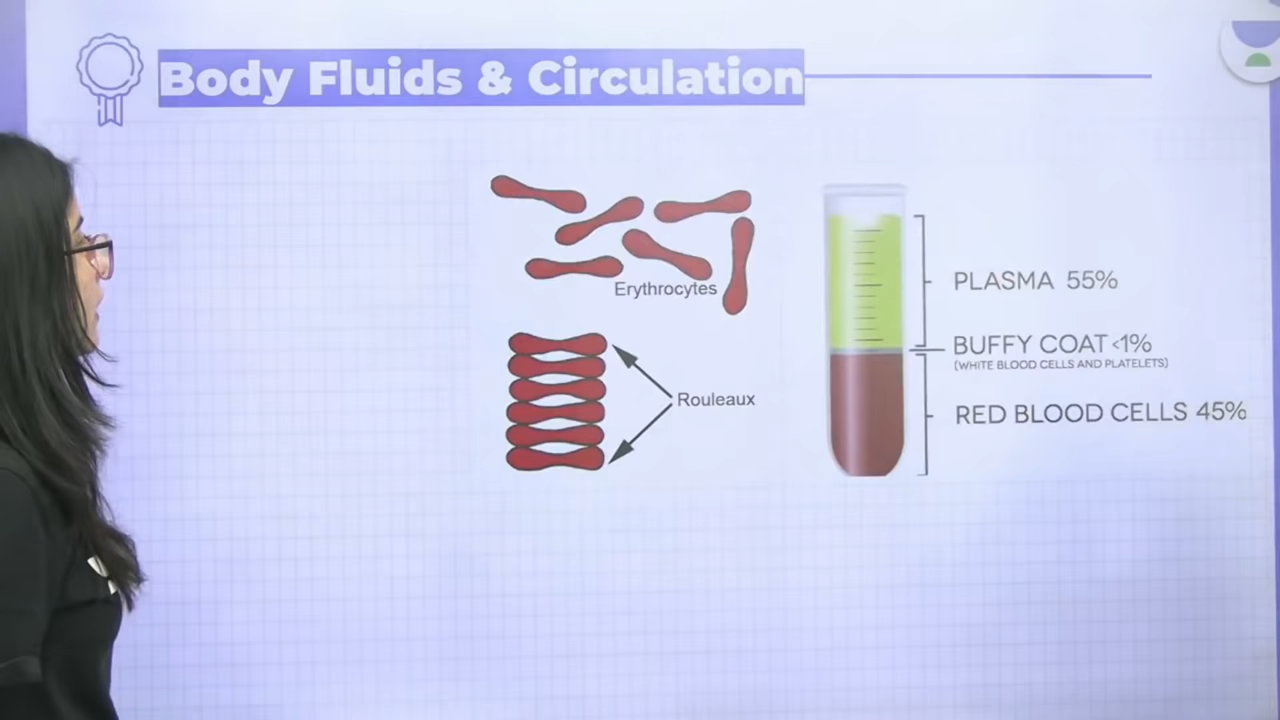 Body Fluids & Circulation
Erythrocytes
Rouleaux
PLASMA 55%
BUFFY COAT <1%
(WHITE BLOOD CELLS AND PLATELETS)
RED BLOOD CELLS 45%